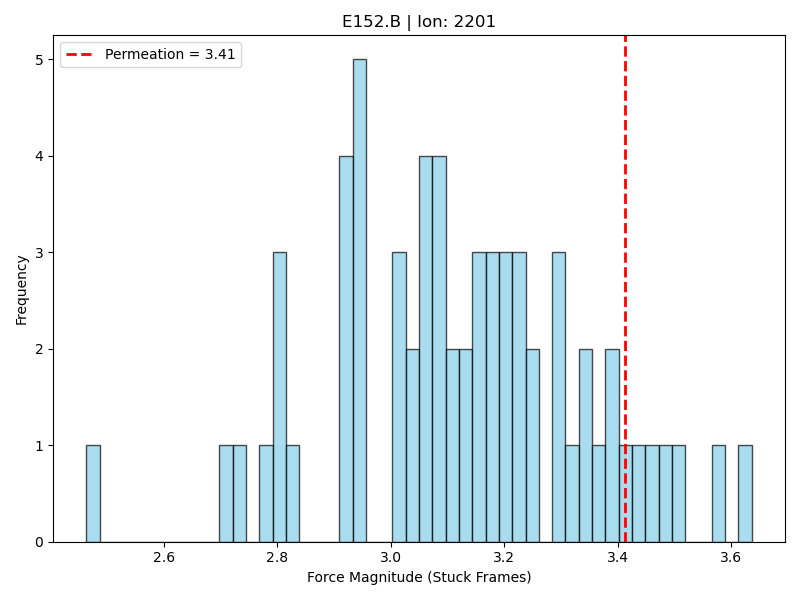 E152.B | Ion: 2201
Permeation = 3.41
5
4
3
2
1
0
Frequency
2.6 2.8 3.0 3.2 3.4 3.6
Force Magnitude (Stuck Frames)